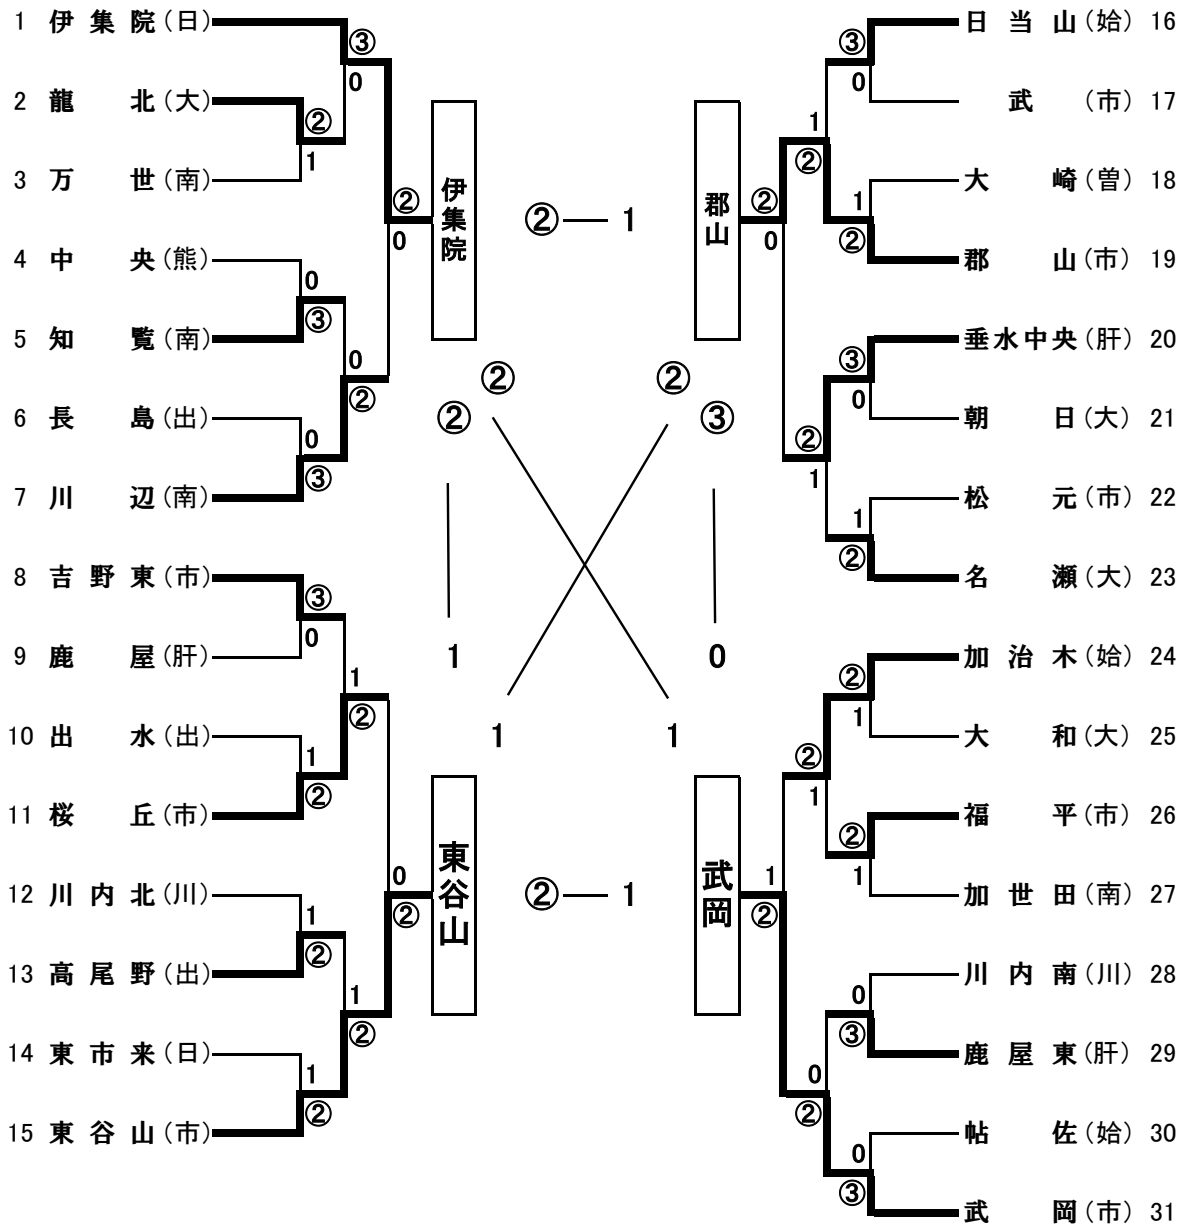 1 伊集院(日)
③
0
2 龍北(大)
②
1
3 万世(南)
②
0
4 中央(熊)
0
③
5 知覧(南)
0
②
6 長島(出)
0
③
7 川辺(南)
8 吉野東(市)
③
0
9 鹿屋(肝)
1
②
10 出水(出)
1
②
11 桜丘(市)
0
②
12 川内北(川)
1
②
13 高尾野(出)
1
②
14 東市来(日)
1
②
15 東谷山(市)
伊集院
② 1
郡山
② ②
② ③
1 0
1 1
東谷山
② 1
武岡
日当山(姶) 16
③
0
武(市) 17
1
②
大崎(曽) 18
1
②
郡山(市) 19
②
0
垂水中央(肝) 20
③
0
朝日(大) 21
②
1
松元(市) 22
1
②
名瀬(大) 23
加治木(姶) 24
②
1
大和(大) 25
②
1
福平(市) 26
②
1
加世田(南) 27
1
②
川内南(川) 28
0
③
鹿屋東(肝) 29
0
②
帖佐(姶) 30
0
③
武岡(市) 31